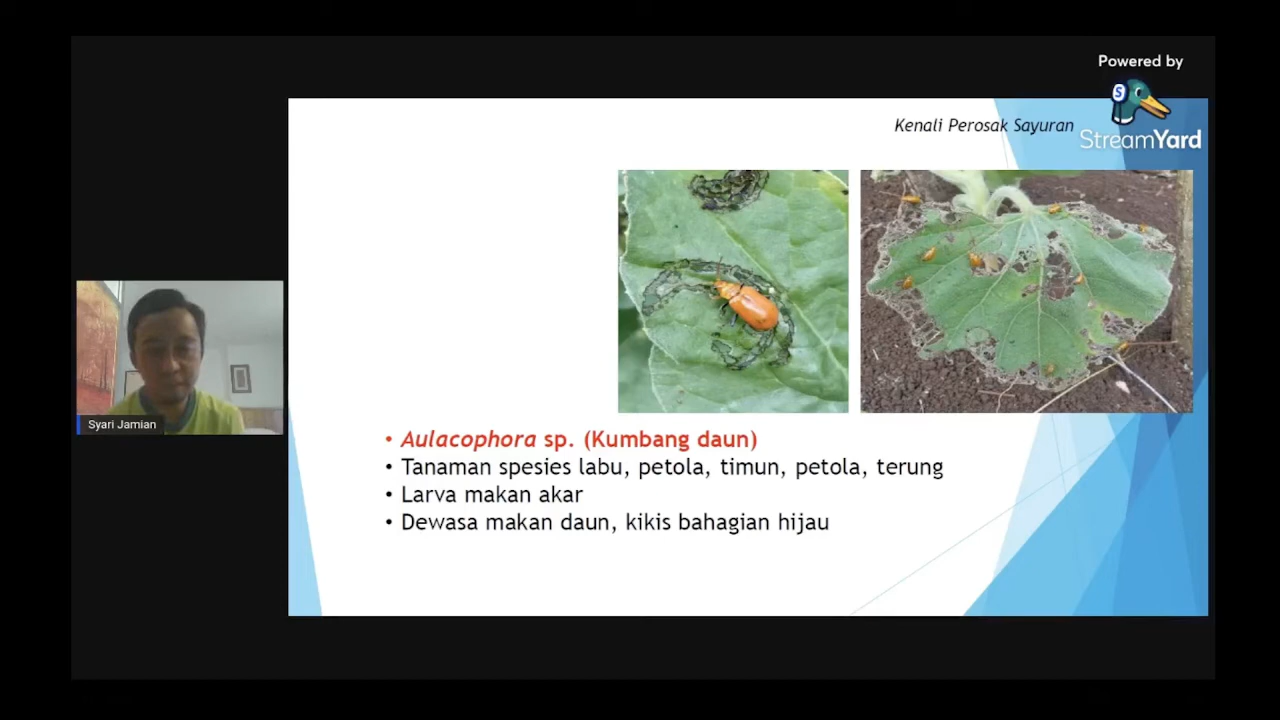 Powered by
S
StreamYard
Kenali Perosak Sayuran
Syari Jamian
• Aulacophora sp. (Kumbang daun)
• Tanaman spesies labu, petola, timun, petola, terung
• Larva makan akar
• Dewasa makan daun, kikis bahagian hijau